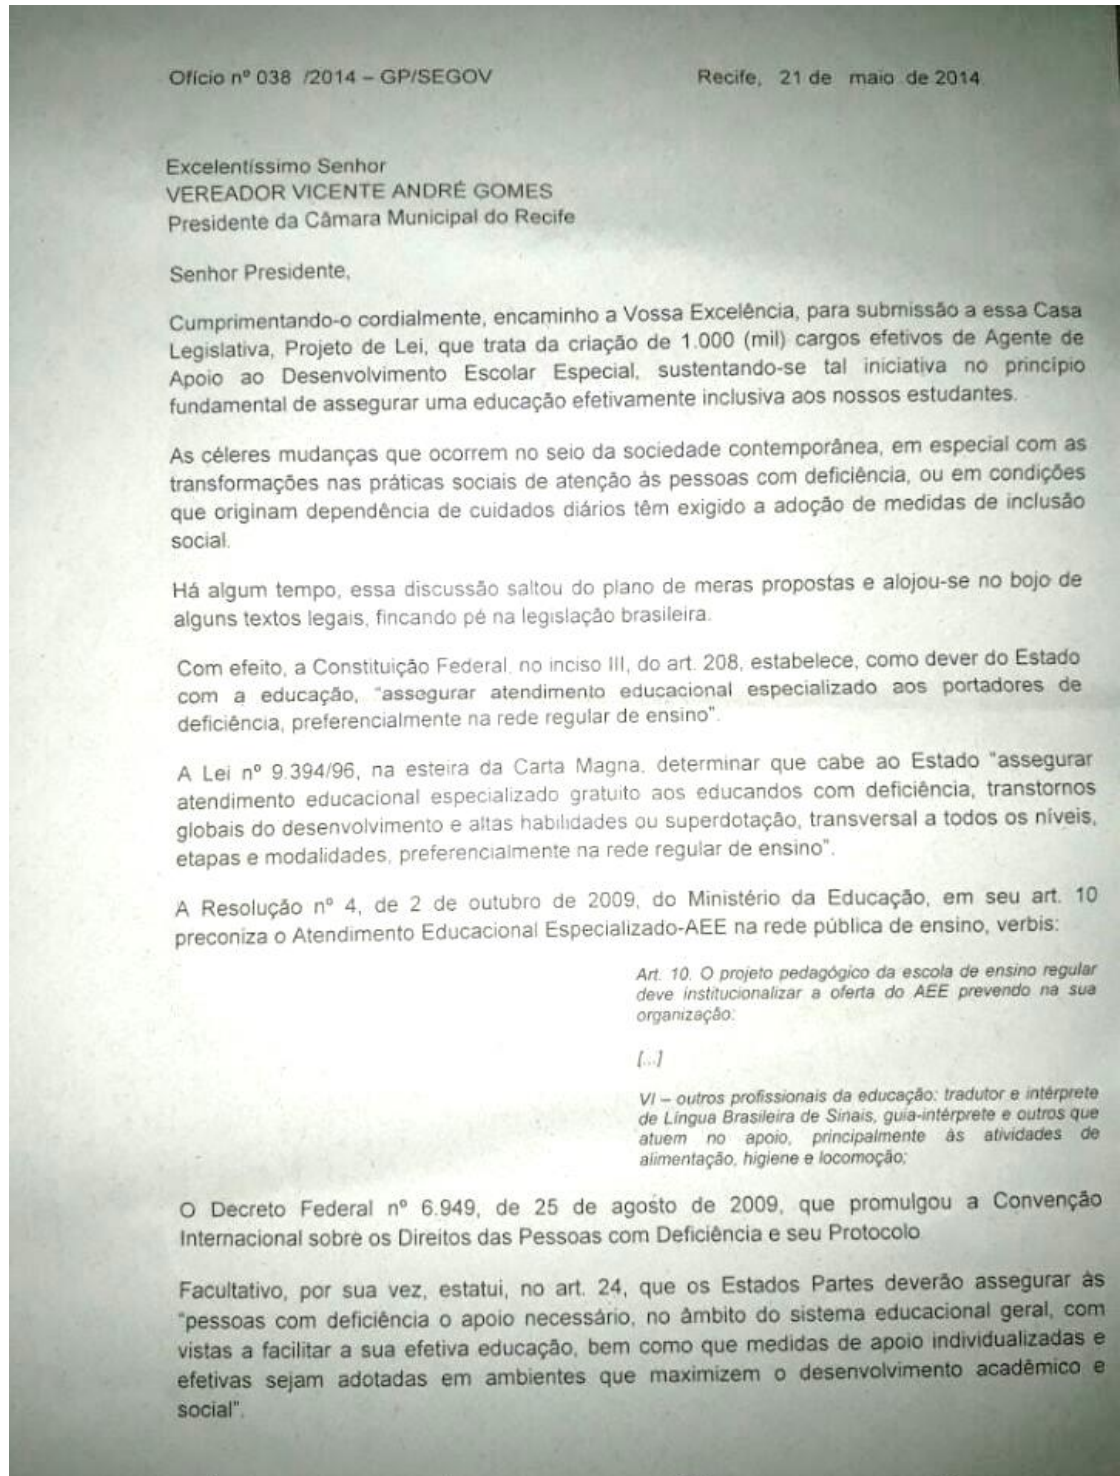 Ofício nº 038 /2014 – GP/SEGOV Recife, 21 de maio de 2014
Excelentíssimo Senhor
VEREADOR VICENTE ANDRÉ GOMES
Presidente da Câmara Municipal do Recife
Senhor Presidente,
Cumprimentando-o cordialmente, encaminho a Vossa Excelência, para submissão a essa Casa
Legislativa, Projeto de Lei, que trata da criação de 1.000 (mil) cargos efetivos de Agente de
Apoio ao Desenvolvimento Escolar Especial, sustentando-se tal iniciativa no princípio
fundamental de assegurar uma educação efetivamente inclusiva aos nossos estudantes.
As céleres mudanças que ocorrem no seio da sociedade contemporânea, em especial com as
transformações nas práticas sociais de atenção às pessoas com deficiência, ou em condições
que originam dependência de cuidados diários têm exigido a adoção de medidas de inclusão
social.
Há algum tempo, essa discussão saltou do plano de meras propostas e alojou-se no bojo de
alguns textos legais, fincando pé na legislação brasileira.
Com efeito, a Constituição Federal, no inciso III, do art. 208, estabelece, como dever do Estado
com a educação, "assegurar atendimento educacional especializado aos portadores de
deficiência, preferencialmente na rede regular de ensino".
A Lei nº 9.394/96, na esteira da Carta Magna, determinar que cabe ao Estado "assegurar
atendimento educacional especializado gratuito aos educandos com deficiência, transtornos
globais do desenvolvimento e altas habilidades ou superdotação, transversal a todos os níveis,
etapas e modalidades, preferencialmente na rede regular de ensino".
A Resolução nº 4, de 2 de outubro de 2009, do Ministério da Educação, em seu art. 10
preconiza o Atendimento Educacional Especializado-AEE na rede pública de ensino, verbis:
Art. 10. O projeto pedagógico da escola de ensino regular
deve institucionalizar a oferta do AEE prevendo na sua
organização:
[...]
VI – outros profissionais da educação: tradutor e intérprete
de Língua Brasileira de Sinais, guia-intérprete e outros que
atuem no apoio, principalmente às atividades de
alimentação, higiene e locomoção;
O Decreto Federal nº 6.949, de 25 de agosto de 2009, que promulgou a Convenção
Internacional sobre os Direitos das Pessoas com Deficiência e seu Protocolo
Facultativo, por sua vez, estatui, no art. 24, que os Estados Partes deverão assegurar às
"pessoas com deficiência o apoio necessário, no âmbito do sistema educacional geral, com
vistas a facilitar a sua efetiva educação, bem como que medidas de apoio individualizadas e
efetivas sejam adotadas em ambientes que maximizem o desenvolvimento acadêmico e
social".